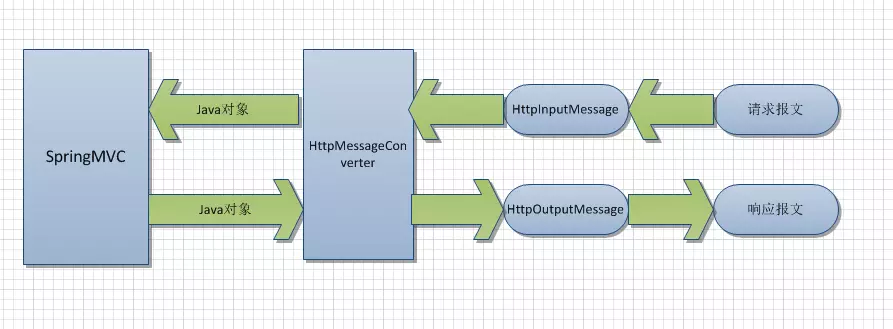 SpringMVC
Java对象
Java对象
HttpMessageCon
verter
HttpInputMessage
请求报文
HttpOutputMessage
响应报文